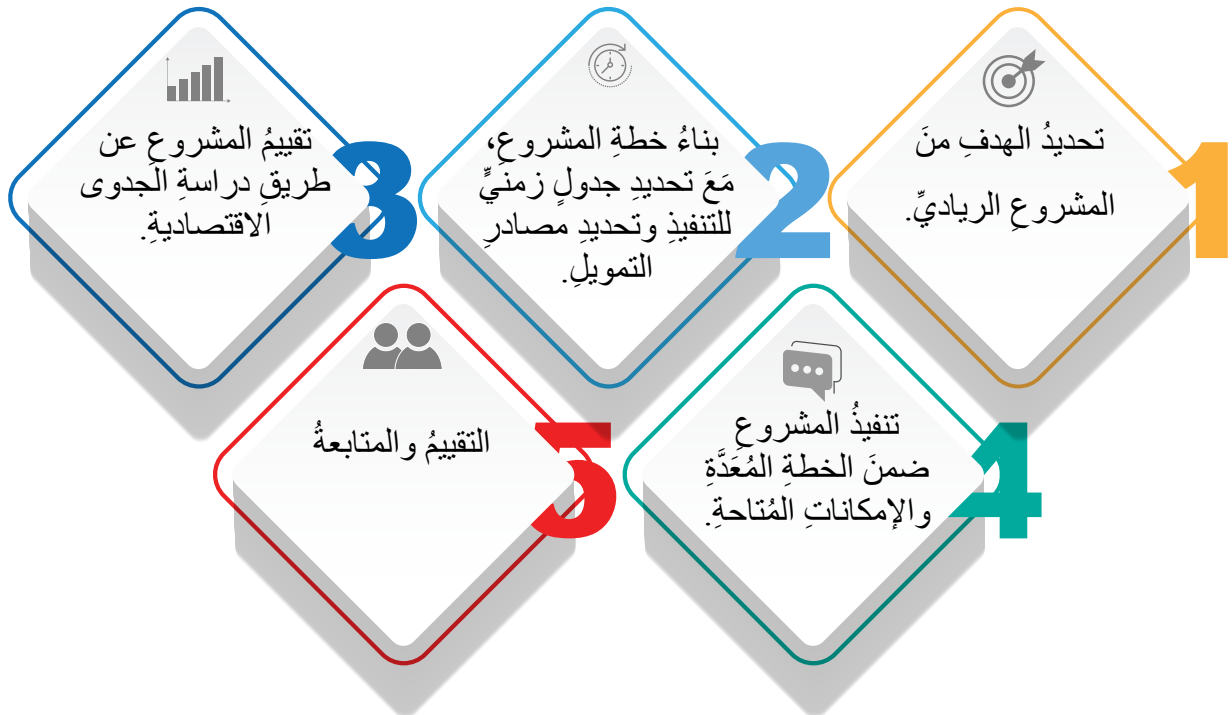 1
تحديدُ الهدفِ منَ
المشروعِ الرياديِّ.
2
بناءُ خطةِ المشروعِ،
مَعَ تحديدِ جدولٍ زمنيٍّ
للتنفيذِ وتحديدِ مصادرِ
التمويلِ.
3
تقييمُ المشروعِ عن
طريقِ دراسةِ الجدوى
الاقتصاديةِ.
4
تنفيذُ المشروعِ
ضمنَ الخطةِ المُعَدَّةِ
والإمكاناتِ المُتاحةِ.
5
التقييمُ والمتابعةُ